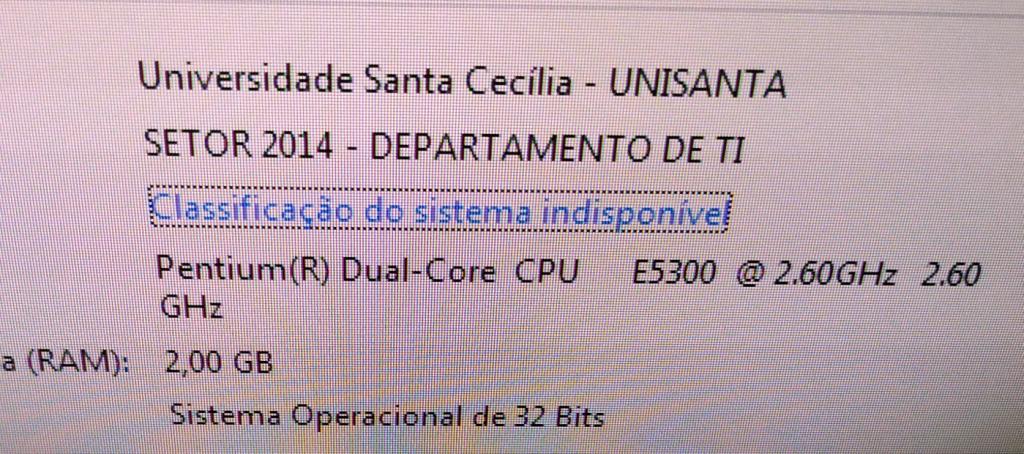 Universidade Santa Cecília - UNISANTA
SETOR 2014 - DEPARTAMENTO DE TI
Classificação do sistema indisponível
Pentium(R) Dual-Core CPU E5300 @ 2.60GHz 2.60
GHz
a (RAM): 2,00 GB
Sistema Operacional de 32 Bits